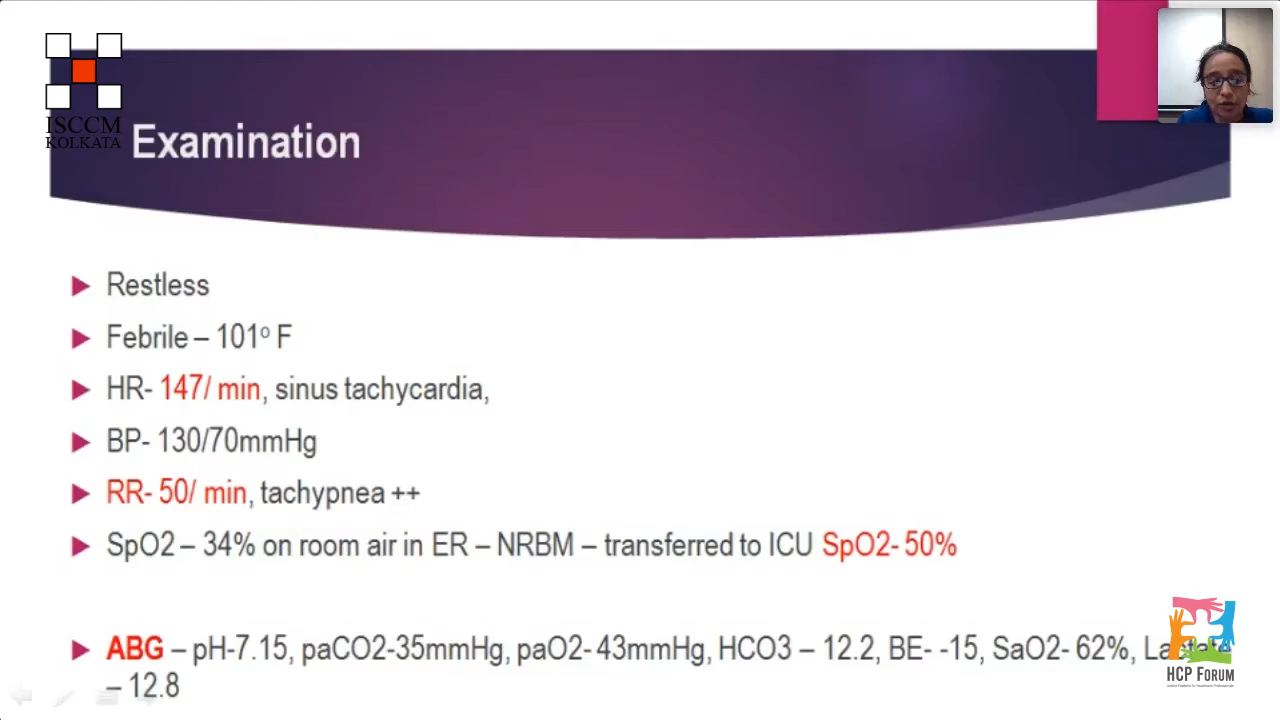 ISCCM
KOLKATA
Examination
Restless
Febrile – 101º F
HR- 147/ min, sinus tachycardia,
BP- 130/70mmHg
RR- 50/ min, tachypnea ++
SpO2 – 34% on room air in ER – NRBM – transferred to ICU SpO2- 50%
ABG – pH-7.15, paCO2-35mmHg, paO2- 43mmHg, HCO3 – 12.2, BE- -15, SaO2- 62%, Lactate
– 12.8
HCP FORUM